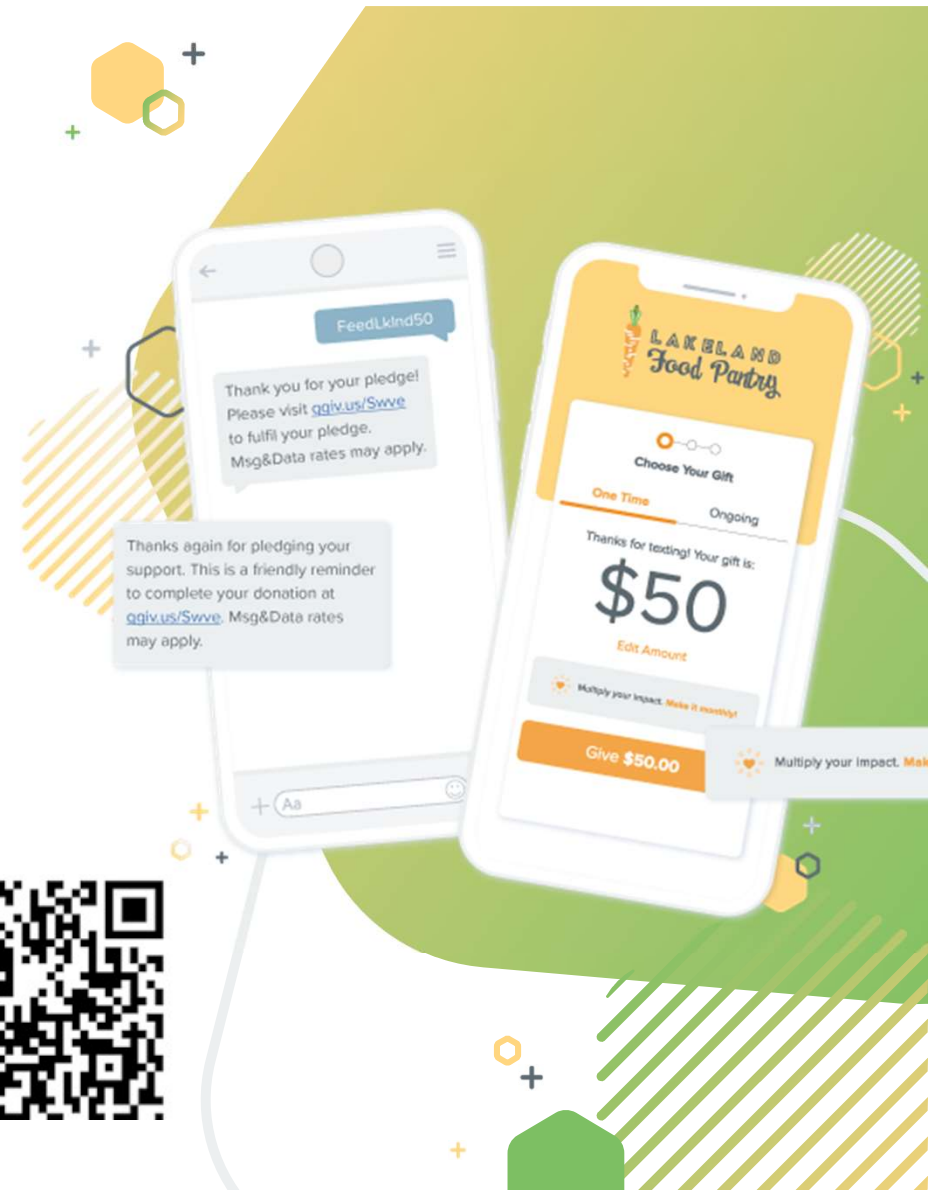 FeedLklnd50
Thank you for your pledge!
Please visit qgiv.us/Swve
to fulfil your pledge.
Msg&Data rates may apply.
Thanks again for pledging your
support. This is a friendly reminder
to complete your donation at
qgiv.us/Swve. Msg&Data rates
may apply.
Aa
LAKELAND
Food Pantry
Choose Your Gift
One Time
Ongoing
Thanks for texting! Your gift is:
$50
Edit Amount
Multiply your impact. Make it monthly!
Give $50.00
Multiply your impact. Mak